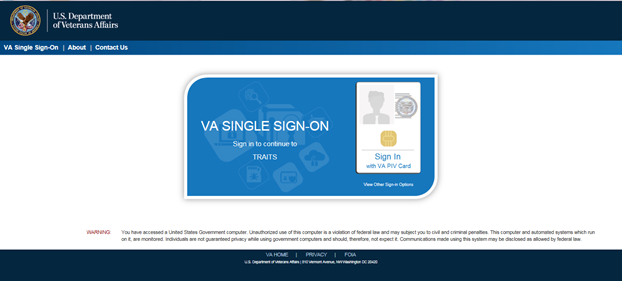 U.S. Department
of Veterans Affairs
VA Single Sign-On | About | Contact Us
VA SINGLE SIGN-ON
Sign in to continue to
TRAITS
Sign In
with VA PIV Card
View Other Sign-in Options
WARNING: You have accessed a United States Government computer. Unauthorized use of this computer is a violation of federal law and may subject you to civil and criminal penalties. This computer and automated systems which run
on it, are monitored. Individuals are not guaranteed privacy while using government computers and should, therefore, not expect it. Communications made using this system may be disclosed as allowed by federal law.
VA HOME | PRIVACY | FOIA
U.S. Department of Veterans Affairs | 810 Vermont Avenue, NW Washington DC 20420